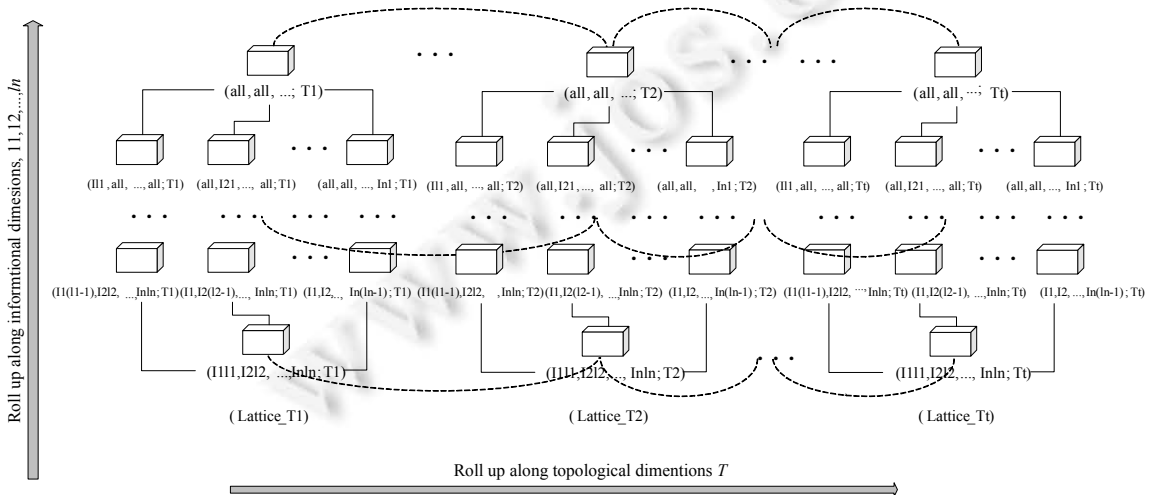 Roll up along informtional dimesions, 11,12,...,ln
(all, all, ...; T1)
(all, all, ...; T2)
(all, all, ...; Tt)
(Il1, all, ..., all; T1)
(all, I21, ..., all; T1)
(all, all, ..., In1; T1)
(Il1, all, ..., all; T2)
(all, I21, ..., all; T2)
(all, all, , In1; T2)
(Il1, all, ..., all; Tt)
(all, I21, ..., all; Tt)
(all, all, ..., In1; Tt)
(I1(l1-1),I2l2, ...,Inln; T1)
(I1,I2(l2-1),..., Inln; T1)
(I1,I2,..., In(ln-1); T1)
(I1(l1-1),I2l2, , Inln; T2)
(I1,I2(l2-1), ...,Inln; T2)
(I1,I2,..., In(ln-1); T2)
(I1(l1-1),I2l2, ...,Inln; Tt)
(I1,I2(l2-1), ...,Inln; Tt)
(I1,I2, ..., In(ln-1); Tt)
(I1l1,I2l2, ...,Inln; T1)
(I1l1,I2l2, ..., Inln; T2)
(I1l1,I2l2,..., Inln; Tt)
(Lattice_T1)
(Lattice_T2)
(Lattice_Tt)
Roll up along topological dimentions T